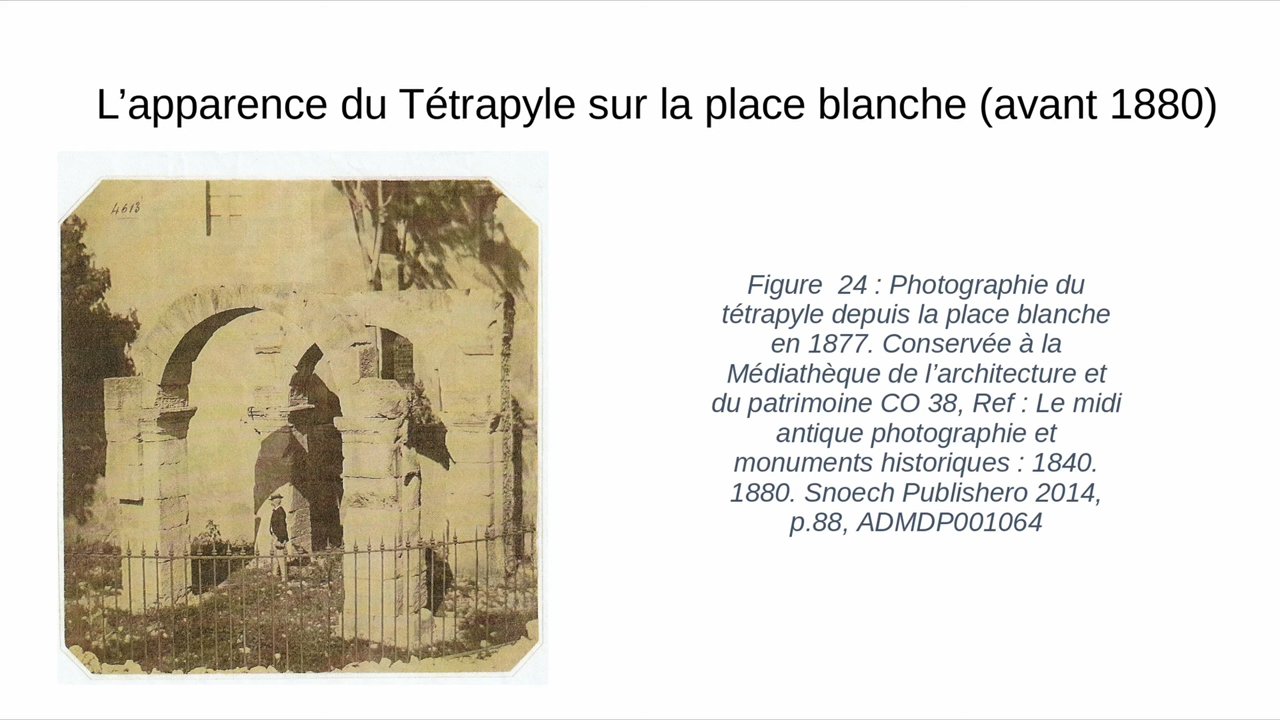 L’apparence du Tétrapyle sur la place blanche (avant 1880)
4613
Figure  24 : Photographie du
tétrapyle depuis la place blanche
en 1877. Conservée à la
Médiathèque de l’architecture et
du patrimoine CO 38, Ref : Le midi
antique photographie et
monuments historiques : 1840.
1880. Snoech Publishero 2014,
p.88, ADMDP001064